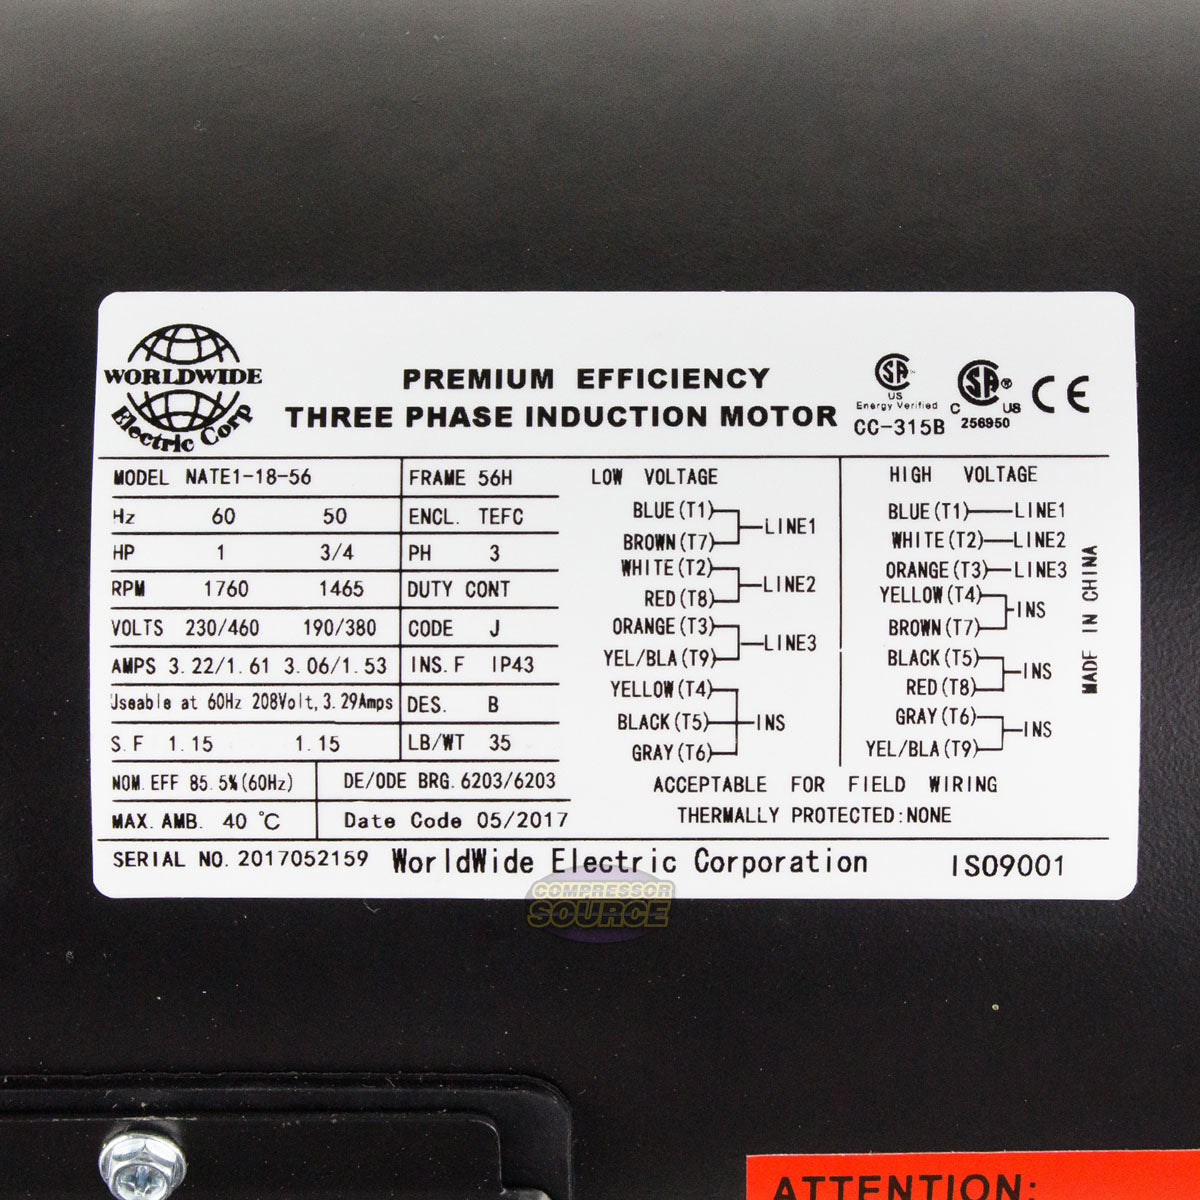 WORLDWIDE
Electric Corp
PREMIUM EFFICIENCY
THREE PHASE INDUCTION MOTOR
SA
US
Energy Verified
CC-315B
SA ®
C US
256950
CE
MODEL NATE1-18-56
Hz 60 50
HP 1 3/4
RPM 1760 1465
VOLTS 230/460 190/380
AMPS 3.22/1.61 3.06/1.53
Useable at 60Hz 208Volt, 3.29Amps
S.F 1.15 1.15
NOM. EFF 85.5%(60Hz)
MAX. AMB. 40 ℃
FRAME 56H
ENCL. TEFC
PH 3
DUTY CONT
CODE J
INS.F IP43
DES. B
LB/WT 35
DE/ODE BRG. 6203/6203
Date Code 05/2017
LOW VOLTAGE
BLUE(T1)
BROWN(T7)
LINE1
WHITE(T2)
RED(T8)
LINE2
ORANGE(T3)
YEL/BLA(T9)
LINE3
YELLOW(T4)
BLACK(T5) INS
GRAY(T6)
HIGH VOLTAGE
BLUE(T1) LINE1
WHITE(T2) LINE2
ORANGE(T3) LINE3
YELLOW(T4)
BROWN(T7)
INS
BLACK(T5)
RED(T8)
INS
GRAY(T6)
YEL/BLA(T9)
INS
MADE IN CHINA
ACCEPTABLE FOR FIELD WIRING
THERMALLY PROTECTED:NONE
SERIAL NO. 2017052159 WorldWide Electric Corporation ISO9001
COMPRESSOR
SOURCE
ATTENTION: